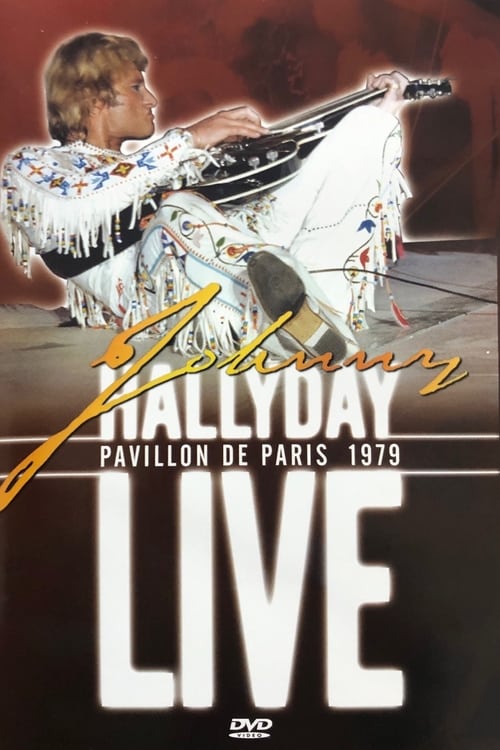 Johnny
HALLYDAY
PAVILLON DE PARIS 1979
LIVE
DVD
VIDEO